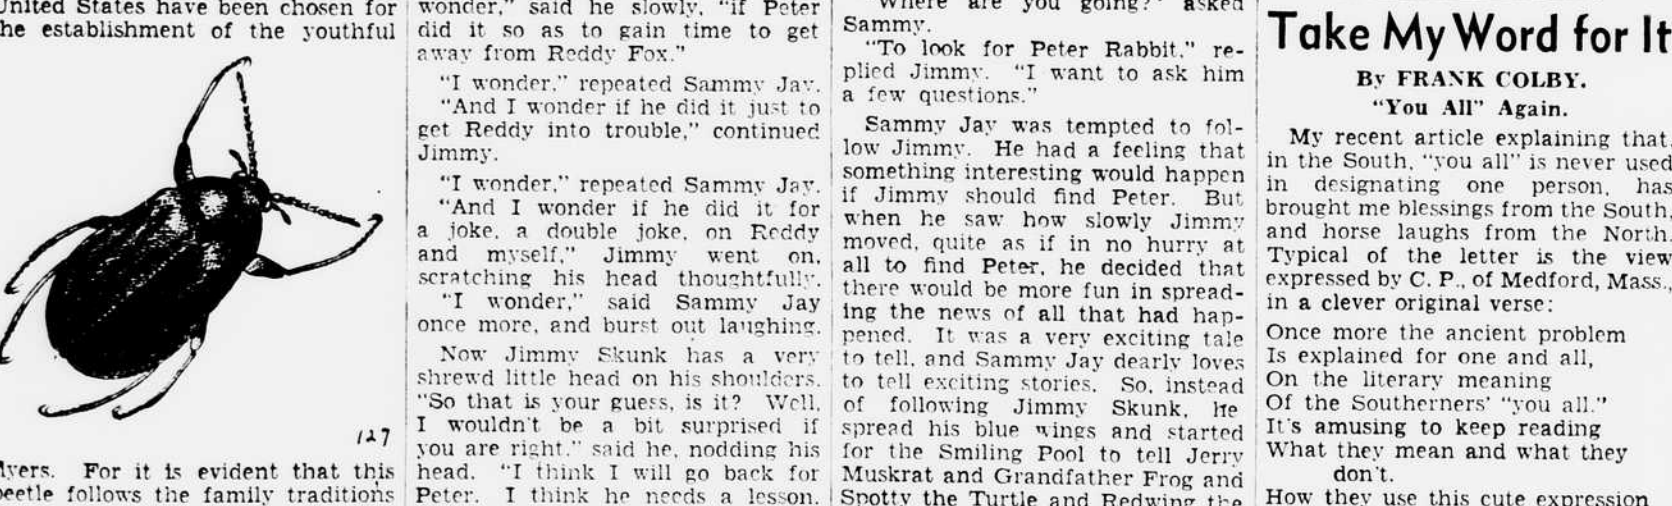 United States have been chosen for
the establishment of the youthful
127
lyers. For it is evident that this
beetle follows the family traditions
wonder," said he slowly, "if Peter
did it so as to gain time to get
away from Reddy Fox."
"I wonder," repeated Sammy Jay.
"And I wonder if he did it just to
get Reddy into trouble," continued
Jimmy.
"I wonder," repeated Sammy Jay.
"And I wonder if he did it for
a joke, a double joke, on Reddy
and myself," Jimmy went on,
scratching his head thoughtfully.
"I wonder," said Sammy Jay
once more, and burst out laughing.
Now Jimmy Skunk has a very
shrewd little head on his shoulders.
"So that is your guess, is it? Well,
I wouldn't be a bit surprised if
you are right," said he, nodding his
head. "I think I will go back for
Peter. I think he needs a lesson.
"Where are you going?" asked
Sammy.
"To look for Peter Rabbit," re-
plied Jimmy. "I want to ask him
a few questions."
Sammy Jay was tempted to fol-
low Jimmy. He had a feeling that
something interesting would happen
if Jimmy should find Peter. But
when he saw how slowly Jimmy
moved, quite as if in no hurry at
all to find Peter, he decided that
there would be more fun in spread-
ing the news of all that had hap-
pened. It was a very exciting tale
to tell, and Sammy Jay dearly loves
to tell exciting stories. So, instead
of following Jimmy Skunk, he
spread his blue wings and started
for the Smiling Pool to tell Jerry
Muskrat and Grandfather Frog and
Spotty the Turtle and Redwing the
Take My Word for It
By FRANK COLBY.
"You All" Again.
My recent article explaining that,
in the South, "you all" is never used
in designating one person, has
brought me blessings from the South,
and horse laughs from the North.
Typical of the letter is the view
expressed by C. P., of Medford, Mass.,
in a clever original verse:
Once more the ancient problem
Is explained for one and all,
On the literary meaning
Of the Southerners' "you all."
It's amusing to keep reading
What they mean and what they
don't.
How they use this cute expression